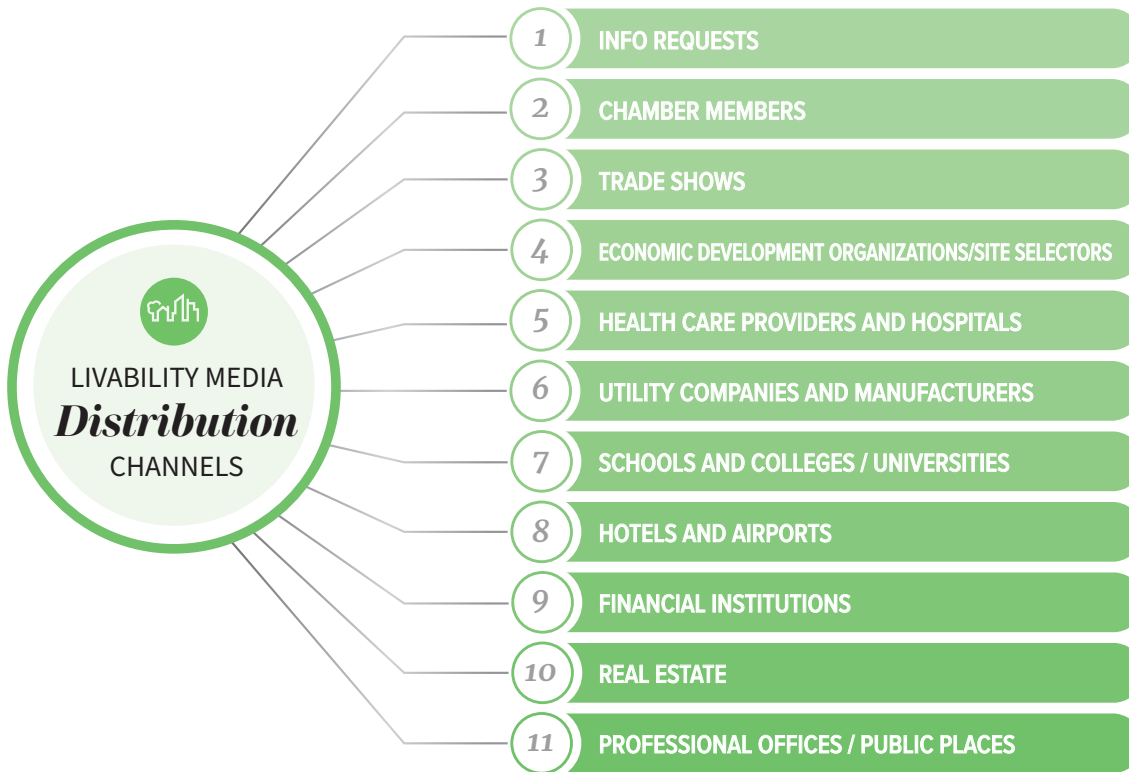 LIVABILITY MEDIA
Distribution
CHANNELS
1 INFO REQUESTS
2 CHAMBER MEMBERS
3 TRADE SHOWS
4 ECONOMIC DEVELOPMENT ORGANIZATIONS/SITE SELECTORS
5 HEALTH CARE PROVIDERS AND HOSPITALS
6 UTILITY COMPANIES AND MANUFACTURERS
7 SCHOOLS AND COLLEGES / UNIVERSITIES
8 HOTELS AND AIRPORTS
9 FINANCIAL INSTITUTIONS
10 REAL ESTATE
11 PROFESSIONAL OFFICES / PUBLIC PLACES